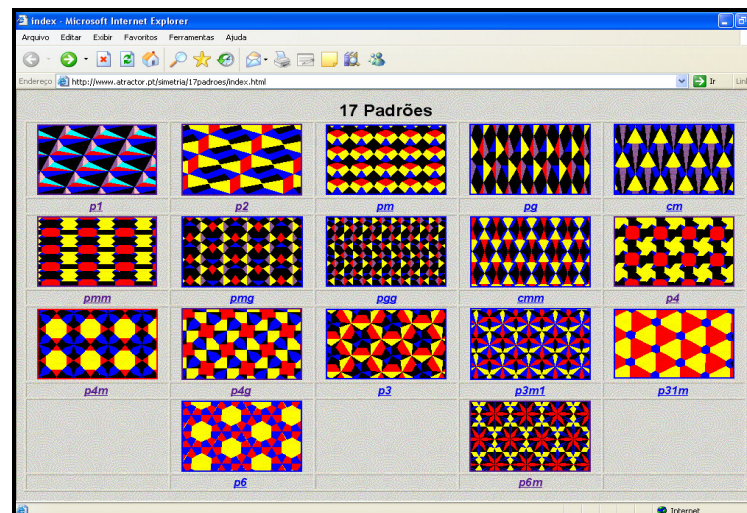 index - Microsoft Internet Explorer
Arquivo Editar Exibir Favoritos Ferramentas Ajuda
Endereço http://www.atractor.pt/simetria/17padroes/index.html Ir
17 Padrões
p1 p2 pm pg cm
pmm pmg pgg cmm p4
p4m p4g p3 p3m1 p31m
p6 p6m
Internet